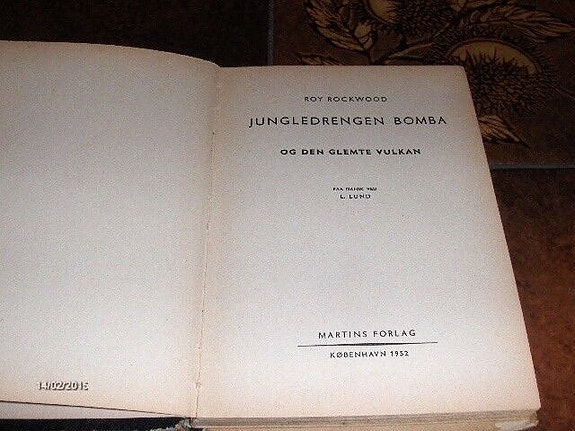 ROY ROCKWOOD
JUNGLEDRENGEN BOMBA
OG DEN GLEMTE VULKAN
PAA DANSK VED
L. LUND
MARTINS FORLAG
KØBENHAVN 1952
14/02/2015